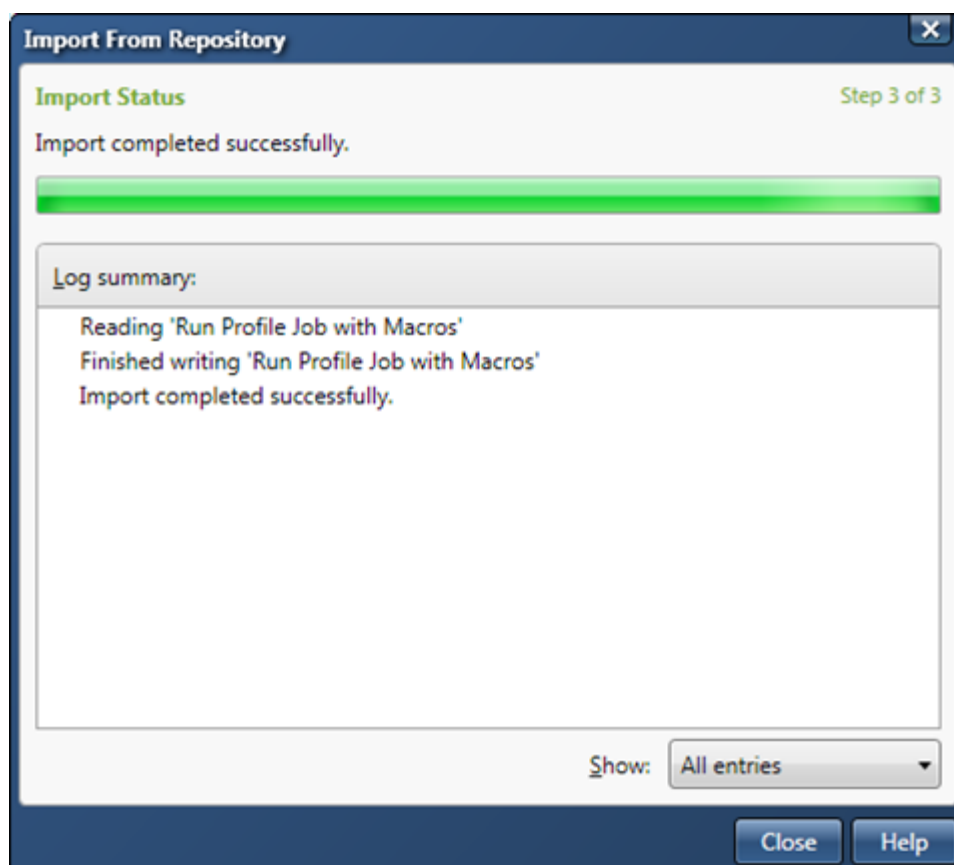 Import From Repository
Import Status
Step 3 of 3
Import completed successfully.
Log summary:
Reading 'Run Profile Job with Macros'
Finished writing 'Run Profile Job with Macros'
Import completed successfully.
Show: All entries
Close Help